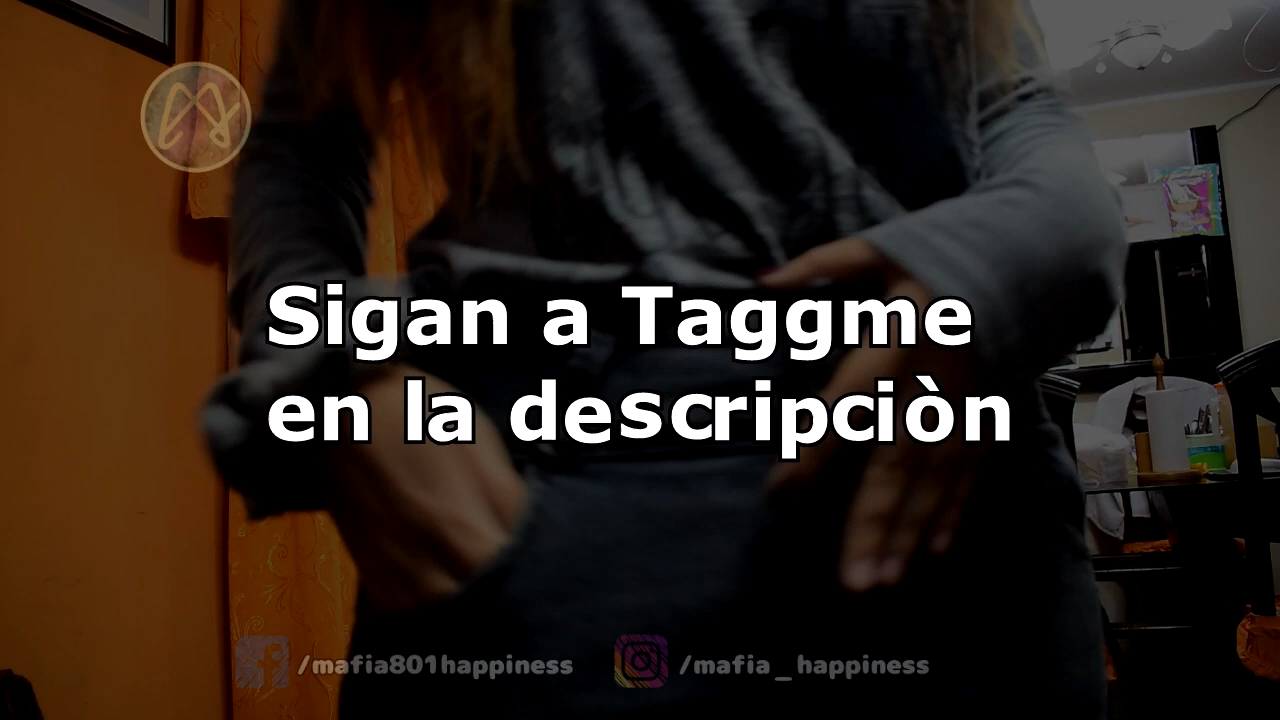 Sigan a Taggme
en la descripciòn
/mafia801happiness
/mafia_happiness